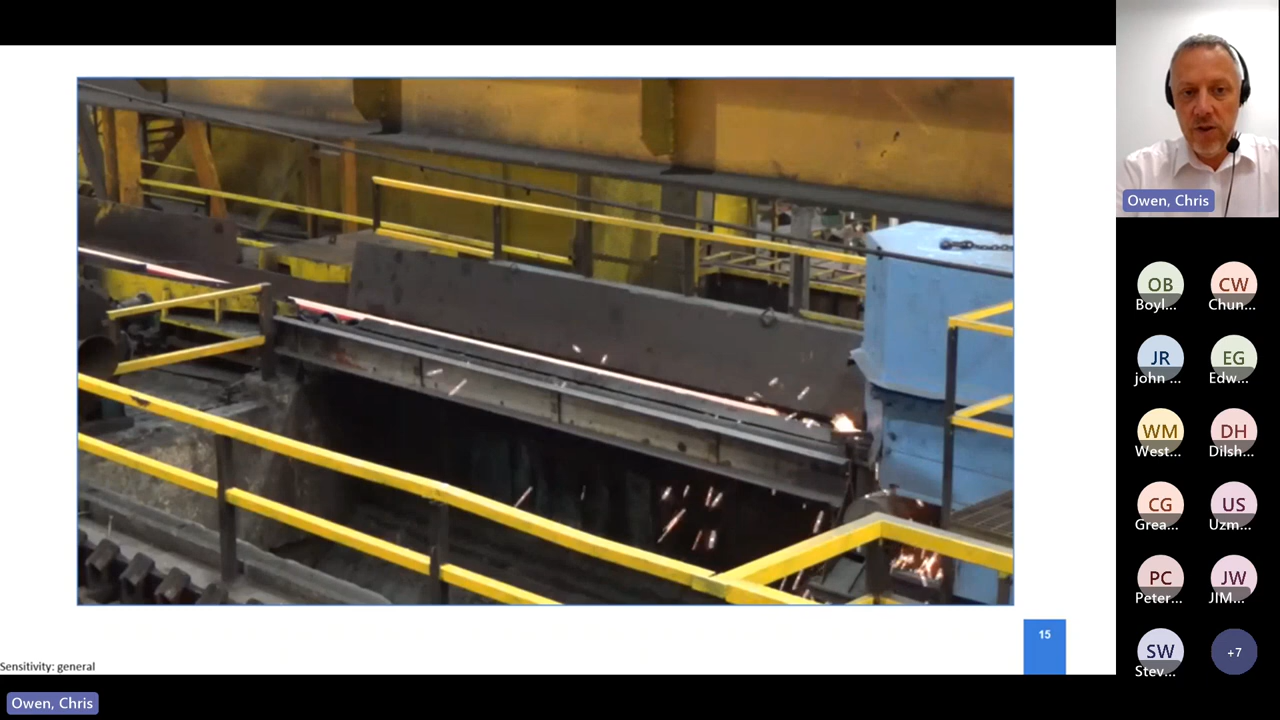 Owen, Chris
OB
Boyl...
CW
Chun...
JR
john ...
EG
Edw...
WM
West...
DH
Dilsh...
CG
Grea...
US
Uzm...
PC
Peter...
JW
JIM...
SW
Stev...
+7
15
Sensitivity: general
Owen, Chris